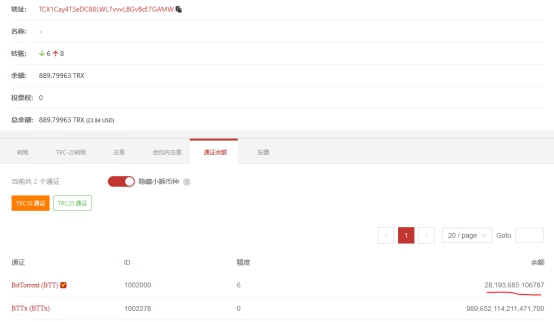 地址: TCX1Cay4T3eDC88LWL7vvvLBGvBcE7GAMW
名称: -
转账: 6 8
余额: 889.79963 TRX
投票权: 0
总余额: 889.79963 TRX (23.84 USD)
转账 TRC-20转账 交易 合约内交易 通证余额 投票
当前共 2 个通证 隐藏小额币种
TRC10 通证 TRC20 通证
< 1 > 20 / page Goto
通证 ID 精度 余额
BitTorrent (BTT) 1002000 6 28,193,685.106787
BTTx (BTTx) 1002278 0 989,652,114,211,471,700